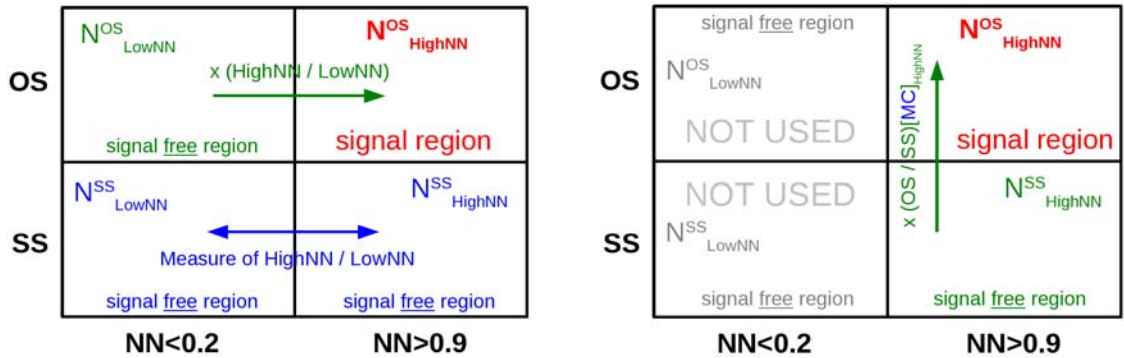 N^OS_LowNN
N^OS_HighNN
OS
x (HighNN / LowNN)
signal free region
signal region
N^SS_LowNN
N^SS_HighNN
SS
Measure of HighNN / LowNN
signal free region
signal free region
NN<0.2
NN>0.9
signal free region
N^OS_HighNN
N^OS_LowNN
OS
NOT USED
signal region
x (OS / SS)[MC]_HighNN
NOT USED
N^SS_HighNN
N^SS_LowNN
SS
signal free region
signal free region
NN<0.2
NN>0.9